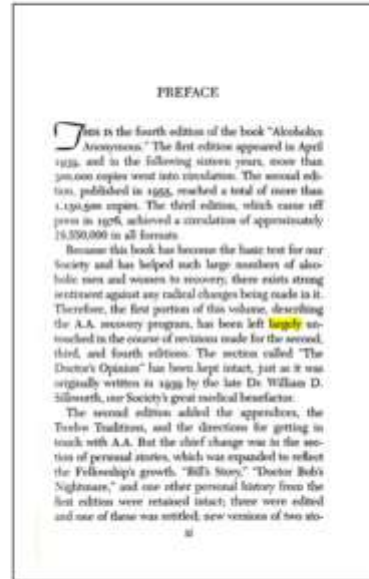 PREFACE
THIS IS the fourth edition of the book "Alcoholics
Anonymous." The first edition appeared in April
1939, and in the following sixteen years, more than
300,000 copies went into circulation. The second edi-
tion, published in 1955, reached a total of more than
1,150,500 copies. The third edition, which came off
press in 1976, achieved a circulation of approximately
19,550,000 in all formats.
Because this book has become the basic text for our
Society and has helped such large numbers of alco-
holic men and women to recovery, there exists strong
sentiment against any radical changes being made in it.
Therefore, the first portion of this volume, describing
the A.A. recovery program, has been left largely un-
touched in the course of revisions made for the second,
third, and fourth editions. The section called "The
Doctor's Opinion" has been kept intact, just as it was
originally written in 1939 by the late Dr. William D.
Silkworth, our Society's great medical benefactor.
The second edition added the appendices, the
Twelve Traditions, and the directions for getting in
touch with A.A. But the chief change was in the sec-
tion of personal stories, which was expanded to reflect
the Fellowship's growth. "Bill's Story," "Doctor Bob's
Nightmare," and one other personal history from the
first edition were retained intact; three were edited
and one of these was retitled; new versions of two sto-
xi